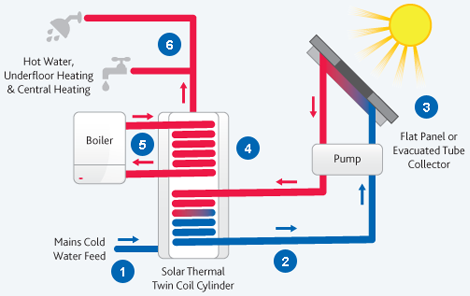 6
Hot Water,
Underfloor Heating
& Central Heating
3
Flat Panel or
Evacuated Tube
Collector
Boiler
5
4
Pump
Mains Cold
Water Feed
1
2
Solar Thermal
Twin Coil Cylinder